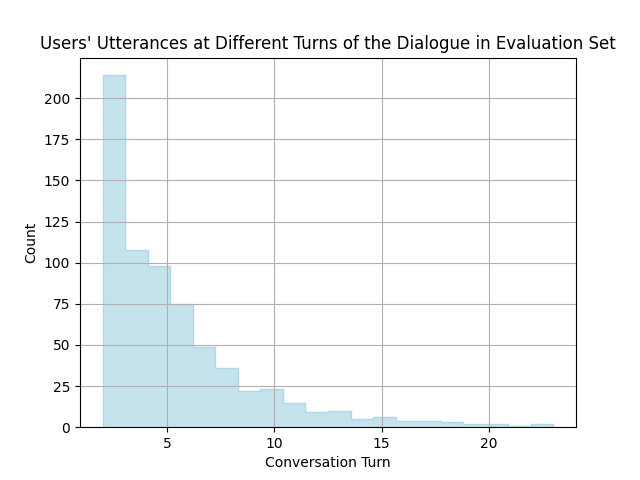 Users' Utterances at Different Turns of the Dialogue in Evaluation Set
200
175
150
125
100
75
50
25
0
Count
5 10 15 20
Conversation Turn